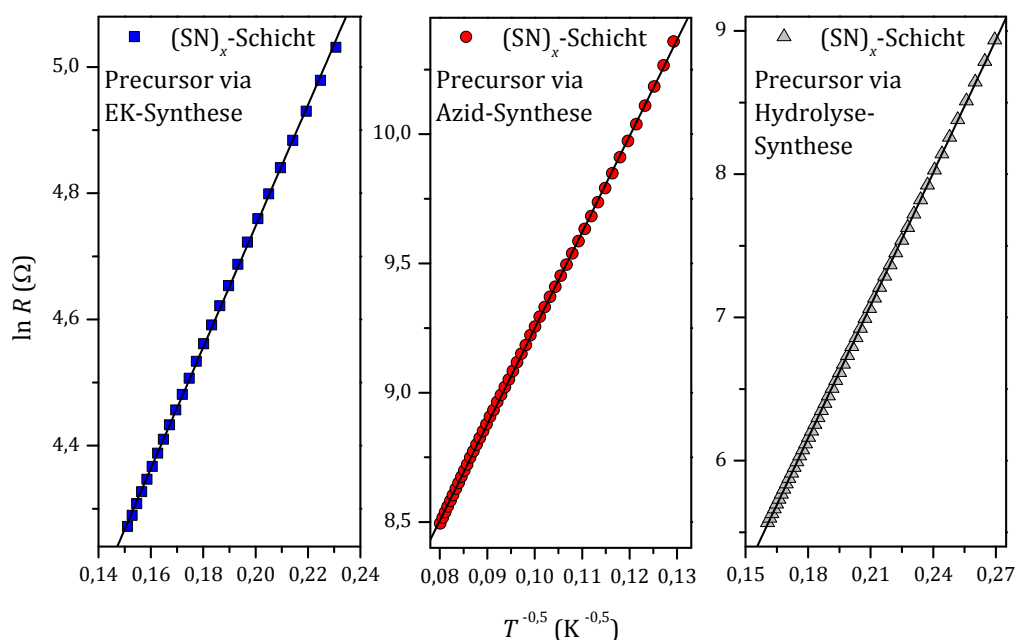 ln R (Ω)
(SN)x-Schicht
Precursor via
EK-Synthese
5,0
4,8
4,6
4,4
0,14 0,16 0,18 0,20 0,22 0,24
(SN)x-Schicht
Precursor via
Azid-Synthese
10,0
9,5
9,0
8,5
0,08 0,09 0,10 0,11 0,12 0,13
(SN)x-Schicht
Precursor via
Hydrolyse-
Synthese
9
8
7
6
0,15 0,18 0,21 0,24 0,27
T -0,5 (K -0,5)